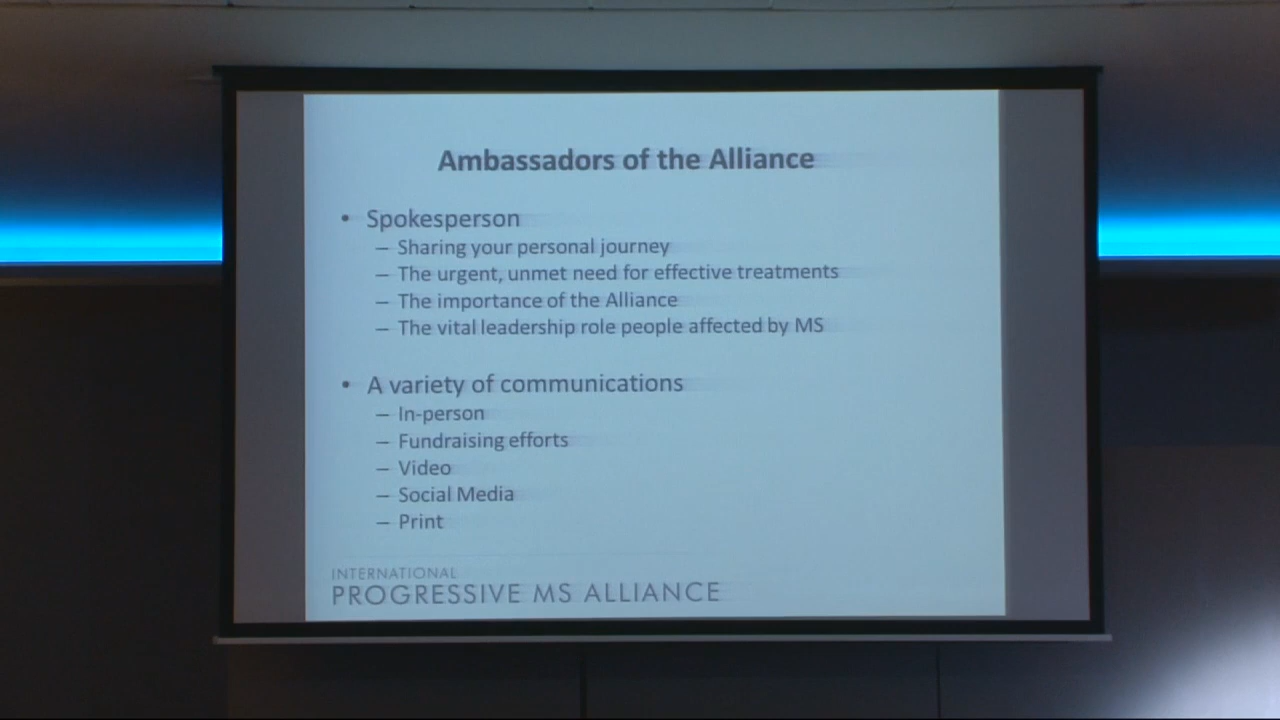 Ambassadors of the Alliance
• Spokesperson
– Sharing your personal journey
– The urgent, unmet need for effective treatments
– The importance of the Alliance
– The vital leadership role people affected by MS
• A variety of communications
– In-person
– Fundraising efforts
– Video
– Social Media
– Print
INTERNATIONAL
PROGRESSIVE MS ALLIANCE